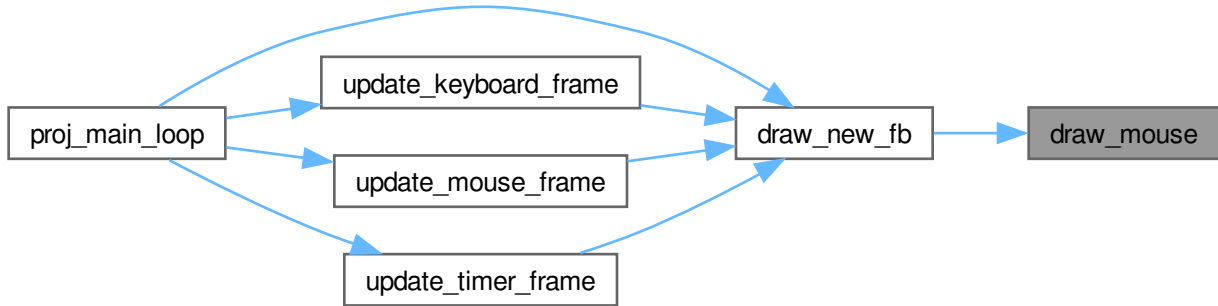 proj_main_loop
update_keyboard_frame
update_mouse_frame
update_timer_frame
draw_new_fb
draw_mouse